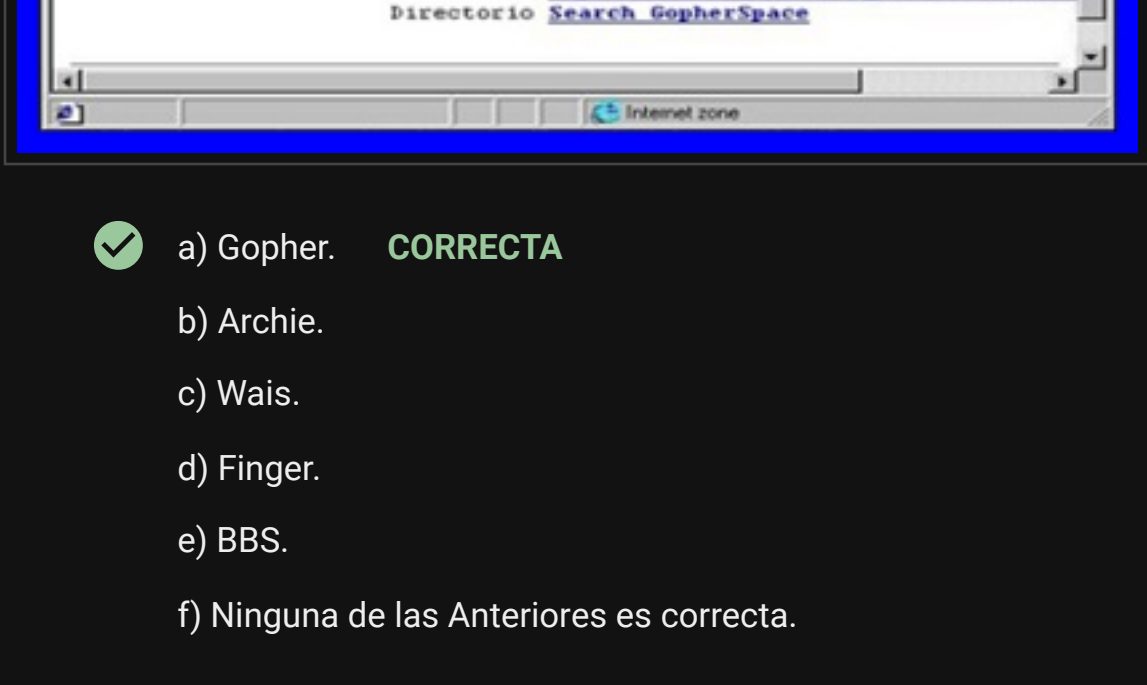 Directorio Search GopherSpace
Internet zone
a) Gopher. CORRECTA
b) Archie.
c) Wais.
d) Finger.
e) BBS.
f) Ninguna de las Anteriores es correcta.